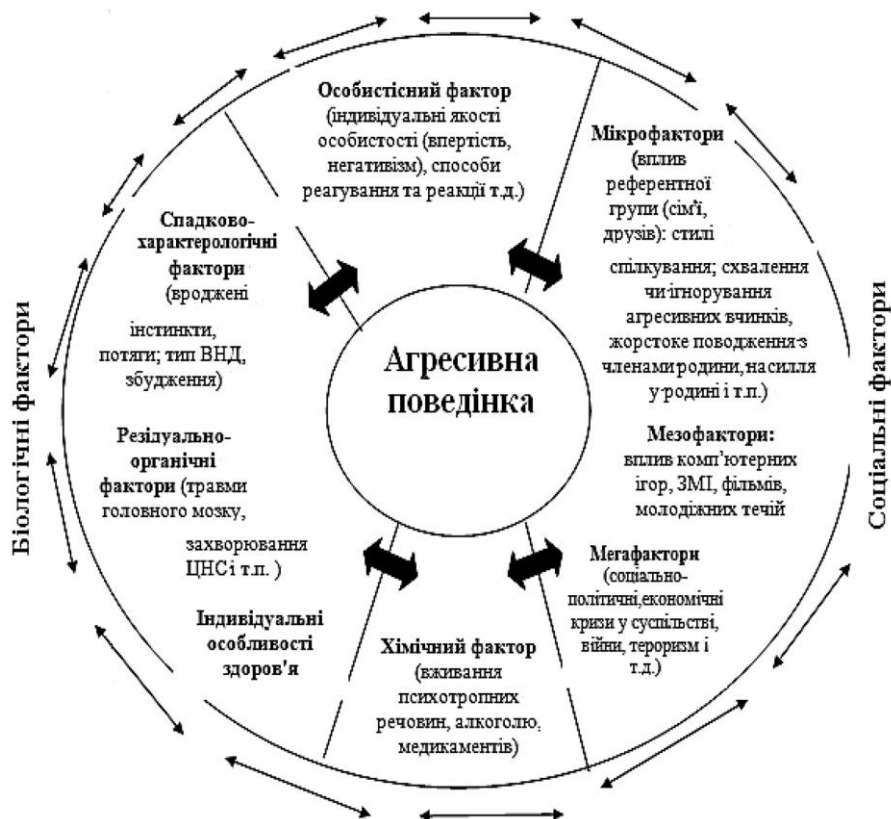 Особистісний фактор
(індивідуальні якості
особистості (впертість,
негативізм), способи
реагування та реакції т.д.)
Мікрофактори
(вплив
референтної
групи (сім'ї,
друзів): стилі
спілкування; схвалення
чи·ігнорування
агресивних вчинків,
жорстоке поводження·з
членами·родини, насилля
у·родині і т.п.)
Мезофактори:
вплив комп'ютерних
ігор, ЗМІ, фільмів,
молодіжних течій
Мегафактори
(соціально-
політичні,економічні
кризи у суспільстві,
війни, тероризм і
т.д.)
Хімічний фактор
(вживання
психотропних
речовин, алкоголю,
медикаментів)
Спадково-
характерологічні
фактори
(вроджені
інстинкти,
потяги; тип ВНД,
збудження)
Резідуально-
органічні
фактори (травми
головного мозку,
захворювання
ЦНС і т.п. )
Індивідуальні
особливості
здоров'я
Агресивна
поведінка
Біологічні фактори
Соціальні фактори